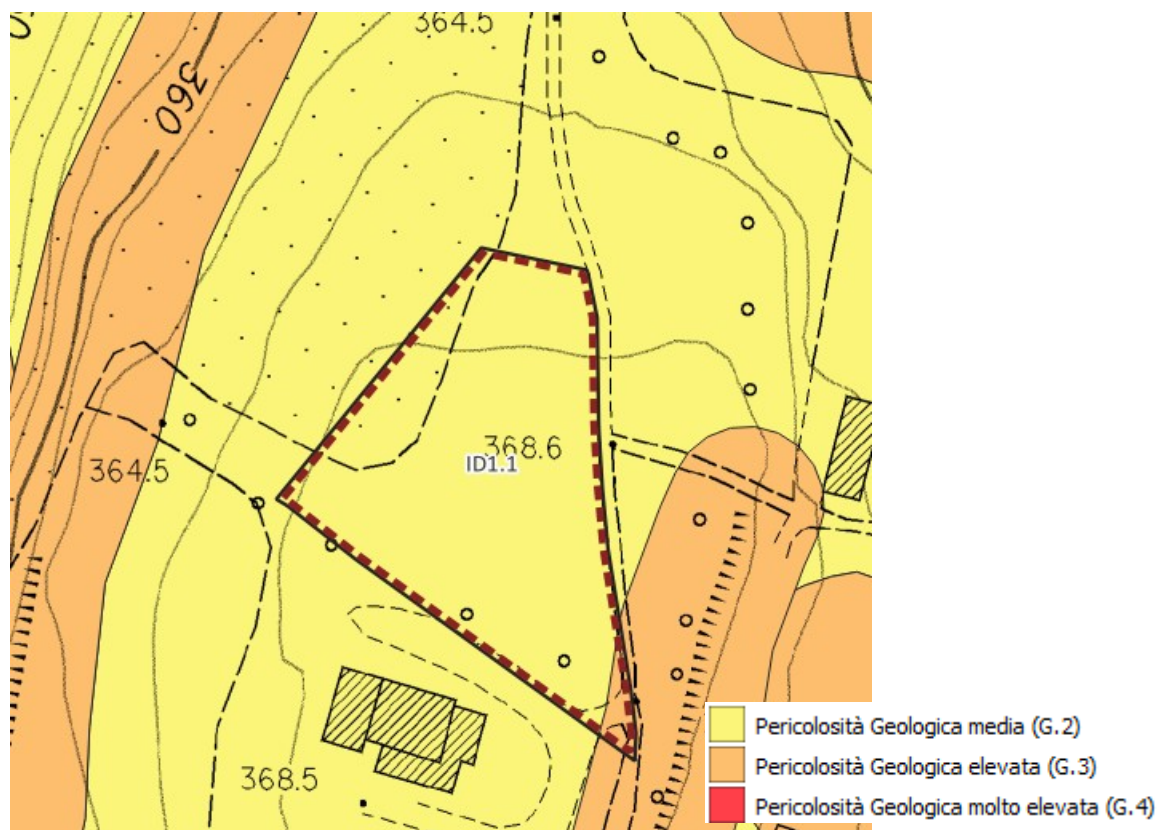 364.5
360
368.6
ID1.1
364.5
368.5
Pericolosità Geologica media (G.2)
Pericolosità Geologica elevata (G.3)
Pericolosità Geologica molto elevata (G.4)